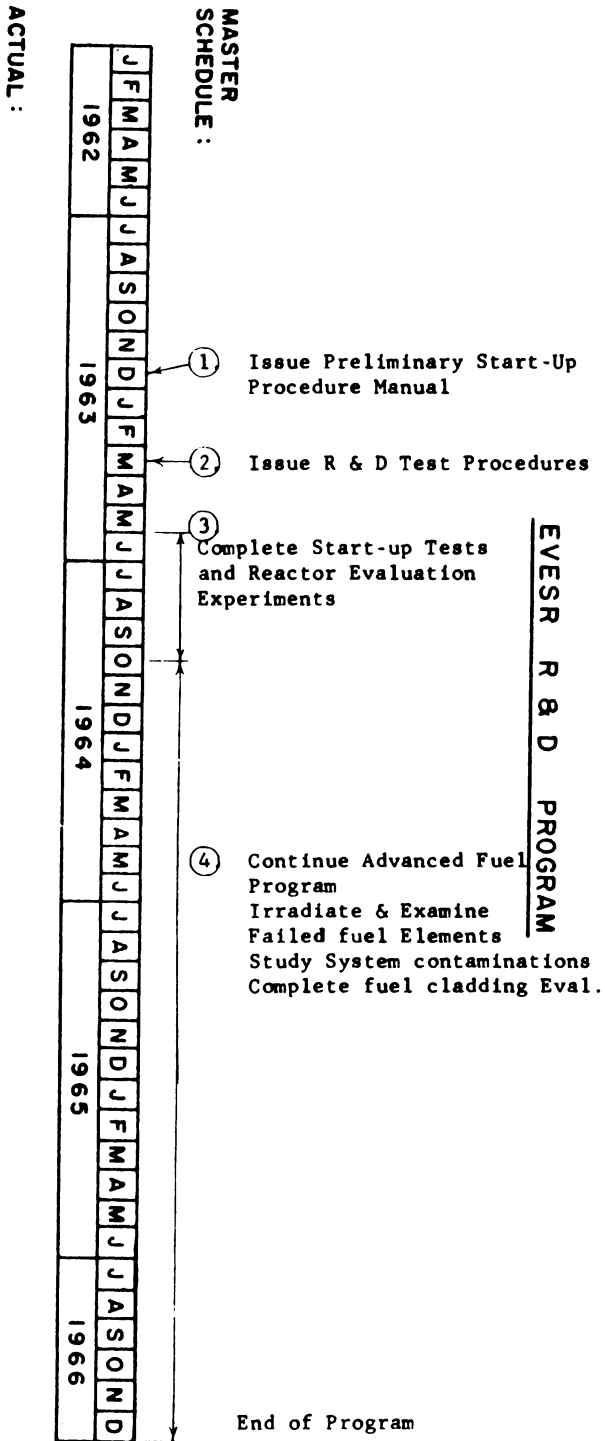 EVESR R & D PROGRAM
MASTER
SCHEDULE :
J F M A M J J A S O N D J F M A M J J A S O N D J F M A M J J A S O N D J F M A M J J A S O N D
1962 1963 1964 1965 1966
ACTUAL :
1. Issue Preliminary Start-Up
Procedure Manual
2. Issue R & D Test Procedures
3.
Complete Start-up Tests
and Reactor Evaluation
Experiments
4. Continue Advanced Fuel
Program
Irradiate & Examine
Failed fuel Elements
Study System contaminations
Complete fuel cladding Eval.
End of Program